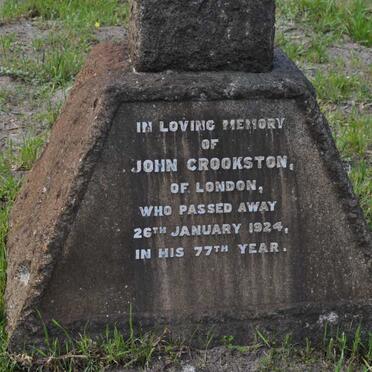 IN LOVING MEMORY
OF
JOHN CROOKSTON,
OF LONDON,
WHO PASSED AWAY
26TH JANUARY 1924,
IN HIS 77TH YEAR.